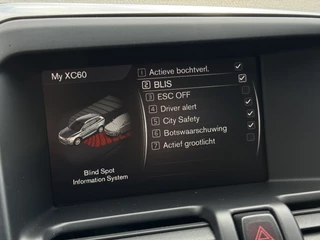 My XC60
1 Actieve bochtverl.
2 BLIS
3 ESC OFF
4 Driver alert
5 City Safety
6 Botswaarschuwing
7 Actief grootlicht
Blind Spot
Information System